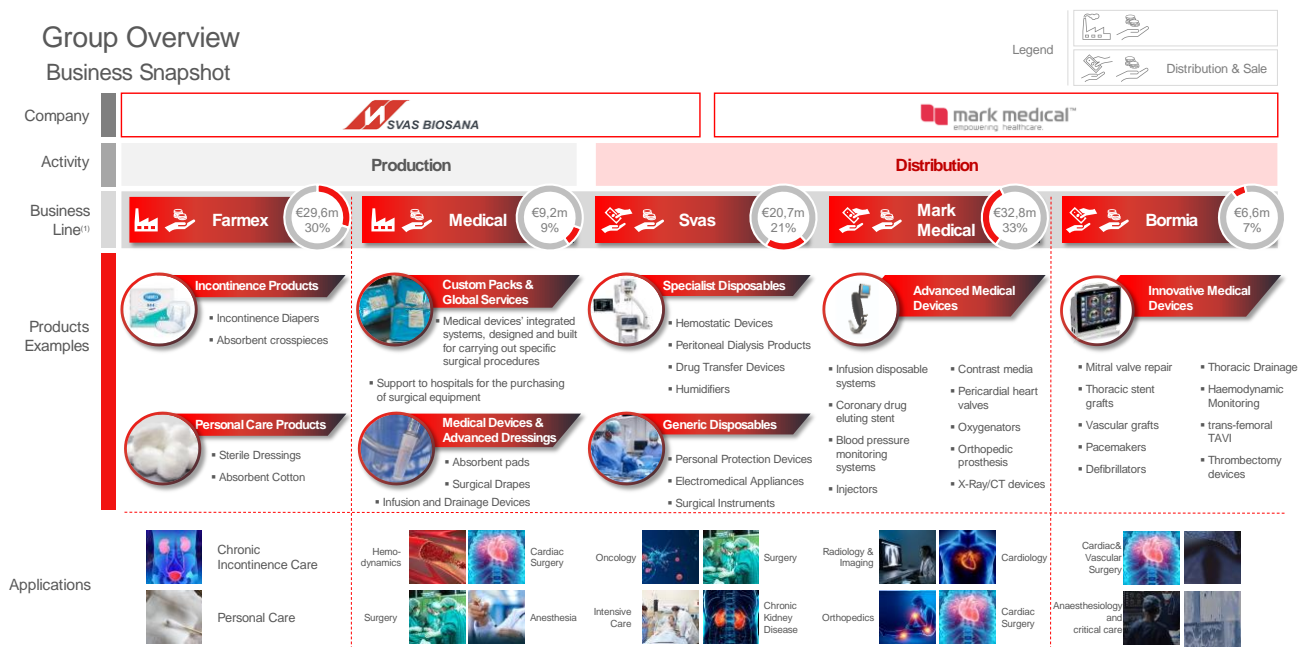 Group Overview
Business Snapshot
Legend
Distribution & Sale
Company
SVAS BIOSANA
mark medical™
empowering healthcare.
Activity
Production
Distribution
Business
Line(1)
Farmex
€29,6m
30%
Medical
€9,2m
9%
Svas
€20,7m
21%
Mark
Medical
€32,8m
33%
Bormia
€6,6m
7%
Products
Examples
Incontinence Products
▪ Incontinence Diapers
▪ Absorbent crosspieces
Personal Care Products
▪ Sterile Dressings
▪ Absorbent Cotton
Custom Packs &
Global Services
▪ Medical devices' integrated
systems, designed and built
for carrying out specific
surgical procedures
▪ Support to hospitals for the purchasing
of surgical equipment
Medical Devices &
Advanced Dressings
▪ Absorbent pads
▪ Surgical Drapes
▪ Infusion and Drainage Devices
Specialist Disposables
▪ Hemostatic Devices
▪ Peritoneal Dialysis Products
▪ Drug Transfer Devices
▪ Humidifiers
Generic Disposables
▪ Personal Protection Devices
▪ Electromedical Appliances
▪ Surgical Instruments
Advanced Medical
Devices
▪ Infusion disposable
systems
▪ Coronary drug
eluting stent
▪ Blood pressure
monitoring
systems
▪ Injectors
▪ Contrast media
▪ Pericardial heart
valves
▪ Oxygenators
▪ Orthopedic
prosthesis
▪ X-Ray/CT devices
Innovative Medical
Devices
▪ Mitral valve repair
▪ Thoracic stent
grafts
▪ Vascular grafts
▪ Pacemakers
▪ Defibrillators
▪ Thoracic Drainage
▪ Haemodynamic
Monitoring
▪ trans-femoral
TAVI
▪ Thrombectomy
devices
Applications
Chronic
Incontinence Care
Personal Care
Hemo-
dynamics
Cardiac
Surgery
Surgery
Anesthesia
Oncology
Surgery
Intensive
Care
Chronic
Kidney
Disease
Radiology &
Imaging
Cardiology
Orthopedics
Cardiac
Surgery
Cardiac&
Vascular
Surgery
Anaesthesiology
and
critical care